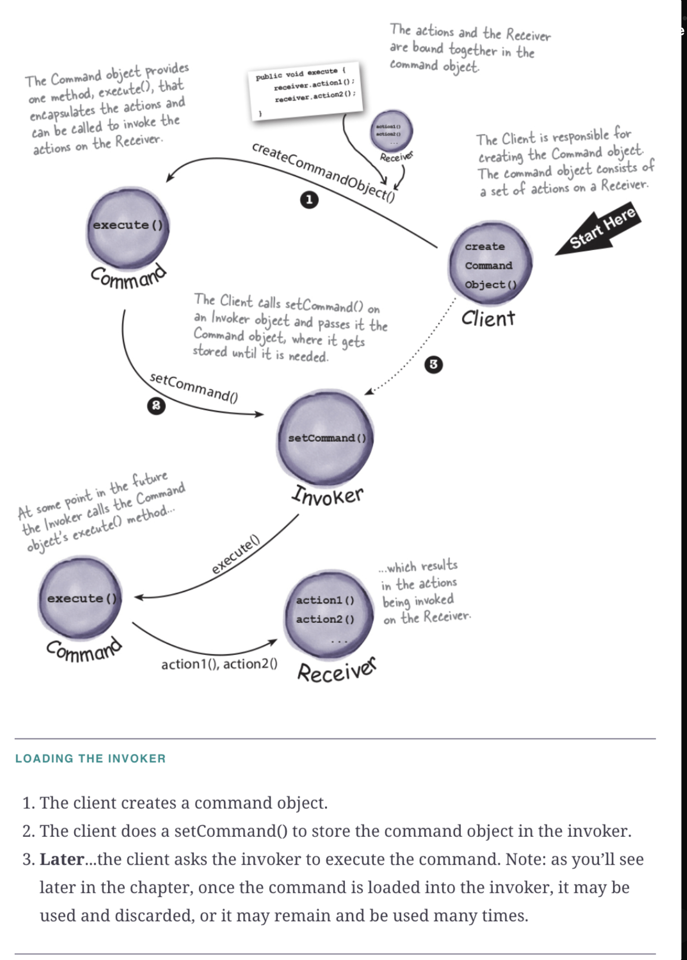 The actions and the Receiver
are bound together in the
command object.
The Command object provides
one method, execute(), that
encapsulates the actions and
can be called to invoke the
actions on the Receiver.
public void execute {
receiver.action1();
receiver.action2();
}
action1()
action2()
...
Receiver
The Client is responsible for
creating the Command object.
The command object consists of
a set of actions on a Receiver.
createCommandObject()
1
Start Here
execute()
Command
create
Command
Object()
Client
The Client calls setCommand() on
an Invoker object and passes it the
Command object, where it gets
stored until it is needed.
3
setCommand()
2
setCommand()
Invoker
At some point in the future
the Invoker calls the Command
object's execute() method...
execute()
...which results
in the actions
being invoked
on the Receiver.
execute()
Command
action1()
action2()
...
Receiver
action1(), action2()
LOADING THE INVOKER
1. The client creates a command object.
2. The client does a setCommand() to store the command object in the invoker.
3. Later...the client asks the invoker to execute the command. Note: as you’ll see
later in the chapter, once the command is loaded into the invoker, it may be
used and discarded, or it may remain and be used many times.